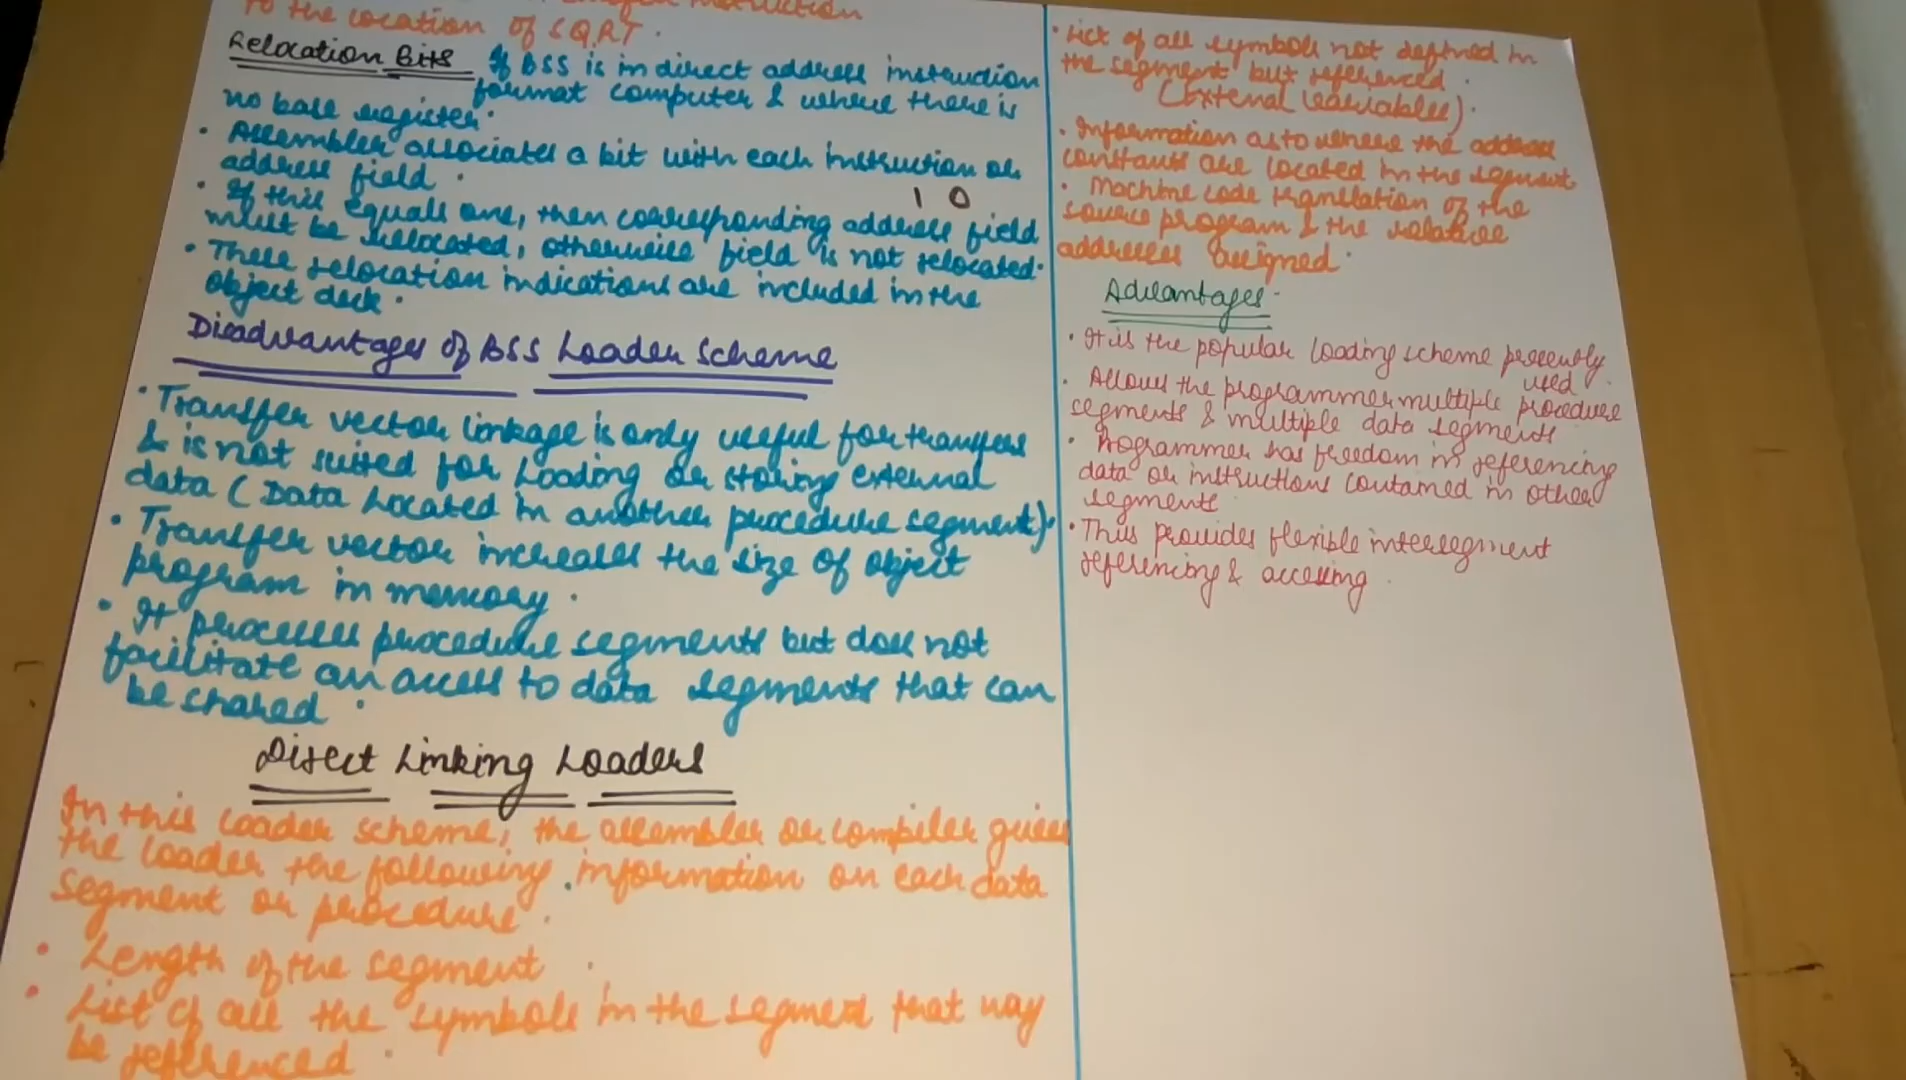 to the location of SQRT.
Relocation Bits
If BSS is in direct address instruction
format computer & where there is
no base register.
• Assembler associates a bit with each instruction or
address field.
1 0
• If this equals one, then corresponding address field
must be relocated, otherwise field is not relocated.
• These relocation indications are included in the
object deck.
Disadvantages of BSS Loader Scheme
• Transfer vector linkage is only useful for transfers
& is not suited for loading or storing external
data (Data Located in another procedure segment).
• Transfer vector increases the size of object
program in memory.
• It processes procedure segments but does not
facilitate an access to data segments that can
be shared.
Direct Linking Loaders
In this loader scheme, the assembler or compiler gives
the loader the following information on each data
segment or procedure.
• Length of the segment
• List of all the symbols in the segment that may
be referenced.
• List of all symbols not defined in
the segment but referenced.
(External variables).
• Information as to where the address
constants are located in the segment.
• Machine code translation of the
source program & the relative
addresses assigned.
Advantages
• It is the popular loading scheme presently
used.
• Allows the programmer multiple procedure
segments & multiple data segments
• Programmer has freedom in referencing
data or instructions contained in other
segments.
• This provides flexible intersegment
referencing & accessing.